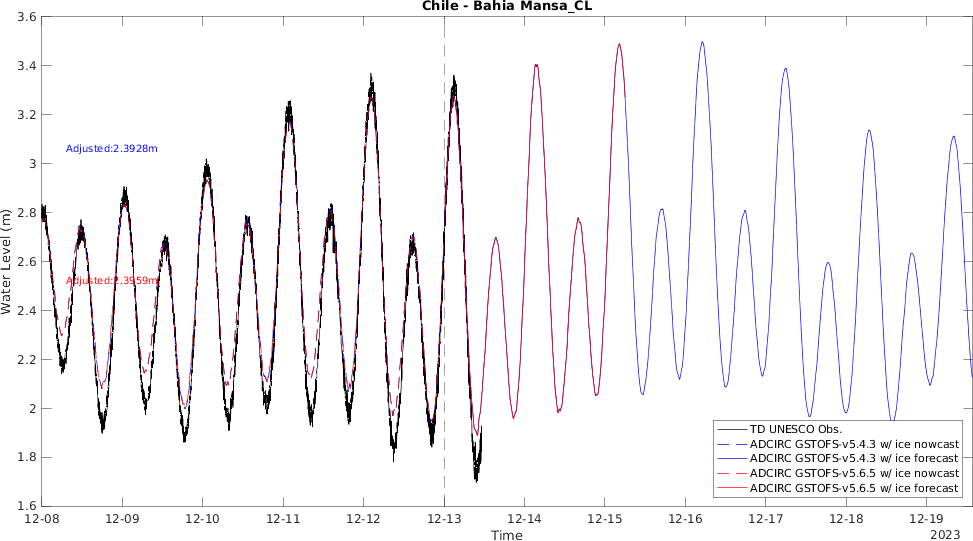 Chile - Bahia Mansa_CL
Water Level (m)
3.6
3.4
3.2
3
2.8
2.6
2.4
2.2
2
1.8
1.6
Adjusted:2.3928m
Adjusted:2.3959m
TD UNESCO Obs.
ADCIRC GSTOFS-v5.4.3 w/ ice nowcast
ADCIRC GSTOFS-v5.4.3 w/ ice forecast
ADCIRC GSTOFS-v5.6.5 w/ ice nowcast
ADCIRC GSTOFS-v5.6.5 w/ ice forecast
12-08 12-09 12-10 12-11 12-12 12-13 12-14 12-15 12-16 12-17 12-18 12-19
Time
2023